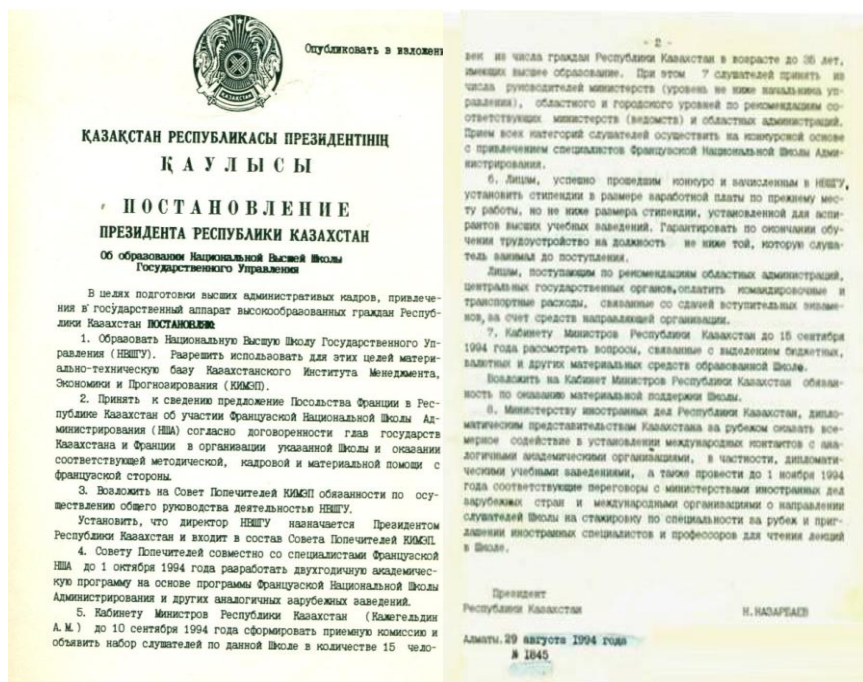 Опубликовать в изложени
ҚАЗАҚСТАН
ҚАЗАҚСТАН РЕСПУБЛИКАСЫ ПРЕЗИДЕНТІНІҢ
ҚАУЛЫСЫ
ПОСТАНОВЛЕНИЕ
ПРЕЗИДЕНТА РЕСПУБЛИКИ КАЗАХСТАН
Об образовании Национальной Высшей Школы
Государственного Управления
В целях подготовки высших административных кадров, привлече-
ния в государственный аппарат высокообразованных граждан Респуб-
лики Казахстан ПОСТАНОВЛЯЮ:
1. Образовать Национальную Высшую Школу Государственного Уп-
равления (НВШГУ). Разрешить использовать для этих целей матери-
ально-техническую базу Казахстанского Института Менеджмента,
Экономики и Прогнозирования (КИМЭП).
2. Принять к сведению предложение Посольства Франции в Рес-
публике Казахстан об участии Французской Национальной Школы Ад-
министрирования (НША) согласно договоренности глав государств
Казахстана и Франции в организации указанной Школы и оказании
соответствующей методической, кадровой и материальной помощи с
французской стороны.
3. Возложить на Совет Попечителей КИМЭП обязанности по осу-
ществлению общего руководства деятельностью НВШГУ.
Установить, что директор НВШГУ назначается Президентом
Республики Казахстан и входит в состав Совета Попечителей КИМЭП.
4. Совету Попечителей совместно со специалистами Французской
НША до 1 октября 1994 года разработать двухгодичную академичес-
кую программу на основе программы Французской Национальной Школы
Администрирования и других аналогичных зарубежных заведений.
5. Кабинету Министров Республики Казахстан (Кажегельдин
А.М.) до 10 сентября 1994 года сформировать приемную комиссию и
объявить набор слушателей по данной Школе в количестве 15 чело-
- 2 -
век из числа граждан Республики Казахстан в возрасте до 35 лет,
имеющих высшее образование. При этом 7 слушателей принять из
числа руководителей министерств (уровень не ниже начальника уп-
равления), областного и городского уровней по рекомендациям со-
ответствующих министерств (ведомств) и областных администраций.
Прием всех категорий слушателей осуществить на конкурсной основе
с привлечением специалистов Французской Национальной Школы Адми-
нистрирования.
6. Лицам, успешно прошедшим конкурс и зачисленным в НВШГУ,
установить стипендии в размере заработной платы по прежнему мес-
ту работы, но не ниже размера стипендии, установленной для аспи-
рантов высших учебных заведений. Гарантировать по окончании обу-
чения трудоустройство на должность не ниже той, которую слуша-
тель занимал до поступления.
Лицам, поступающим по рекомендациям областных администраций,
центральных государственных органов, оплатить командировочные и
транспортные расходы, связанные со сдачей вступительных экзаме-
нов, за счет средств направляющей организации.
7. Кабинету Министров Республики Казахстан до 15 сентября
1994 года рассмотреть вопросы, связанные с выделением бюджетных,
валютных и других материальных средств образованной Школе.
Возложить на Кабинет Министров Республики Казахстан обязан-
ность по оказанию материальной поддержки Школы.
8. Министерству иностранных дел Республики Казахстан, дипло-
матическим представительствам Казахстана за рубежом оказать все-
мерное содействие в установлении международных контактов с ана-
логичными академическими организациями, в частности, дипломати-
ческими учебными заведениями, а также провести до 1 ноября 1994
года соответствующие переговоры с министерствами иностранных дел
зарубежных стран и международными организациями о направлении
слушателей Школы на стажировку по специальности за рубеж и приг-
лашении иностранных специалистов и профессоров для чтения лекций
в Школе.
Президент
Республики Казахстан Н.НАЗАРБАЕВ
Алматы, 29 августа 1994 года
№ 1845